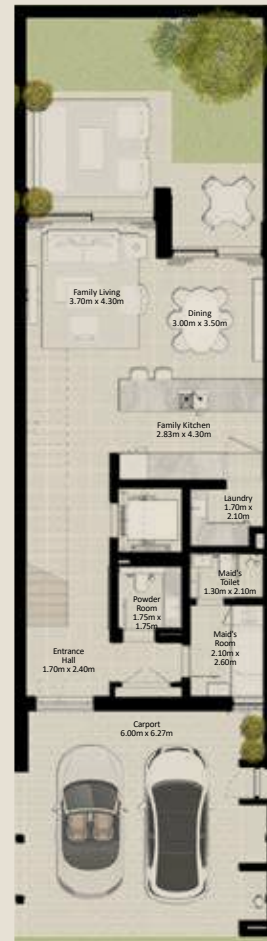 Family Living
3.70m x 4.30m
Dining
3.00m x 3.50m
Family Kitchen
2.83m x 4.30m
Laundry
1.70m x
2.10m
Maid's
Toilet
1.30m x 2.10m
Powder
Room
1.75m x
1.75m
Maid's
Room
2.10m x
2.60m
Entrance
Hall
1.70m x 2.40m
Carport
6.00m x 6.27m